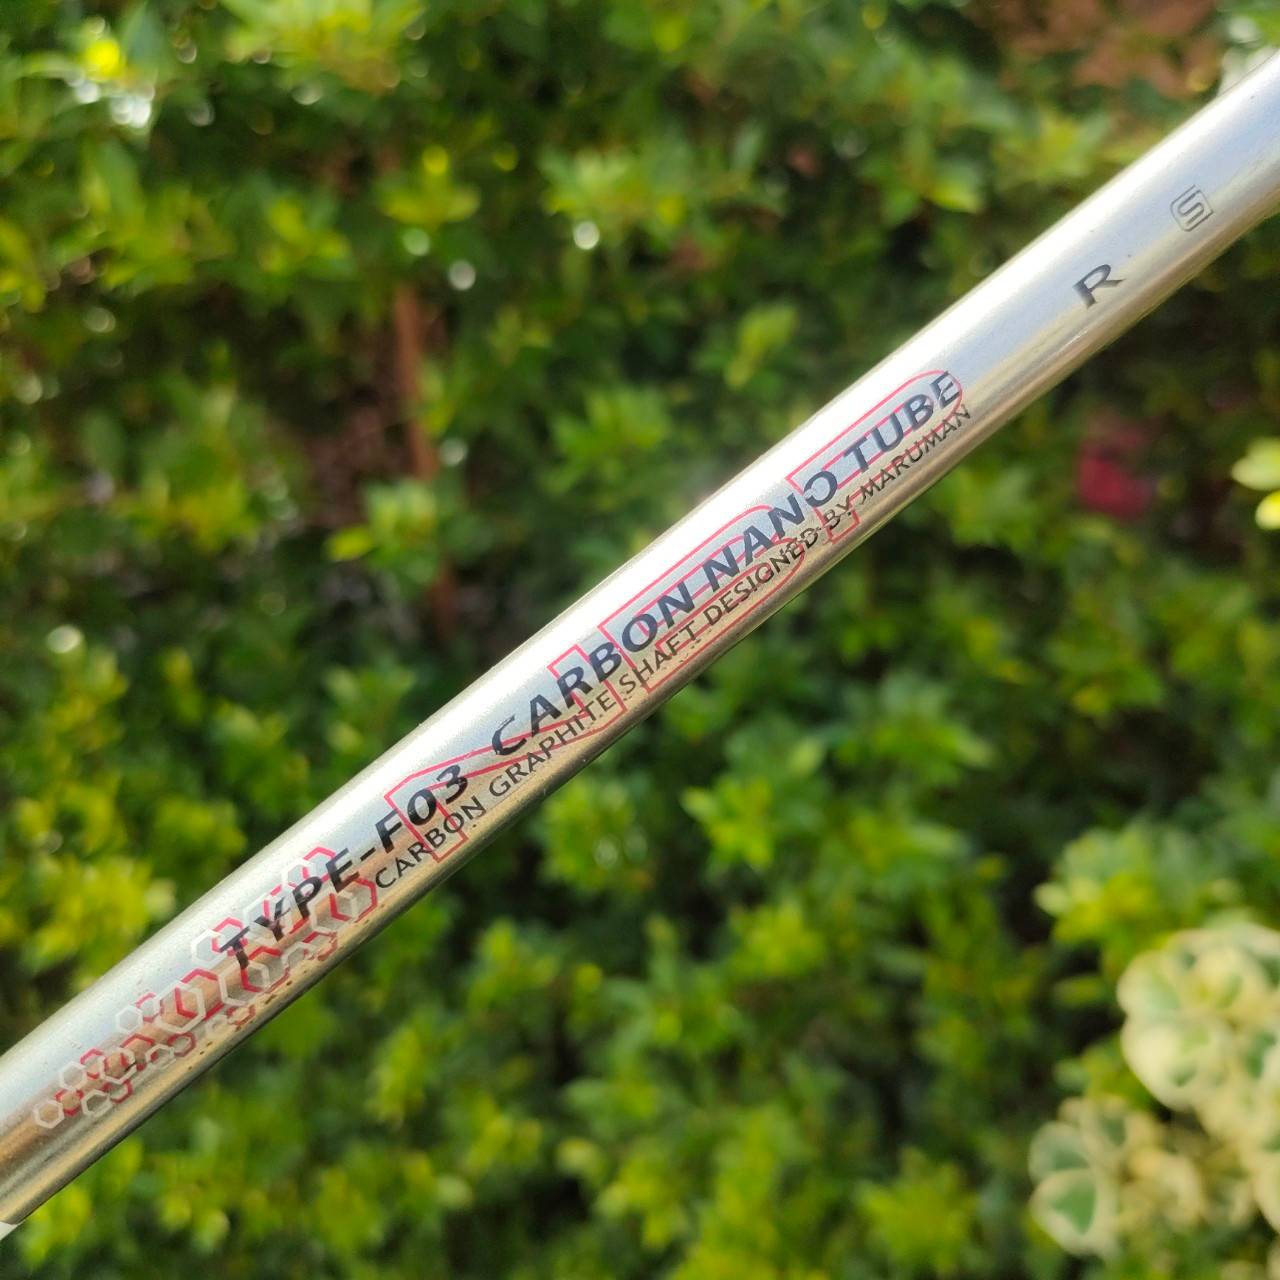 TYPE-F03 CARBON NANO TUBE
CARBON GRAPHITE SHAFT DESIGNED BY MARUMAN
R
S